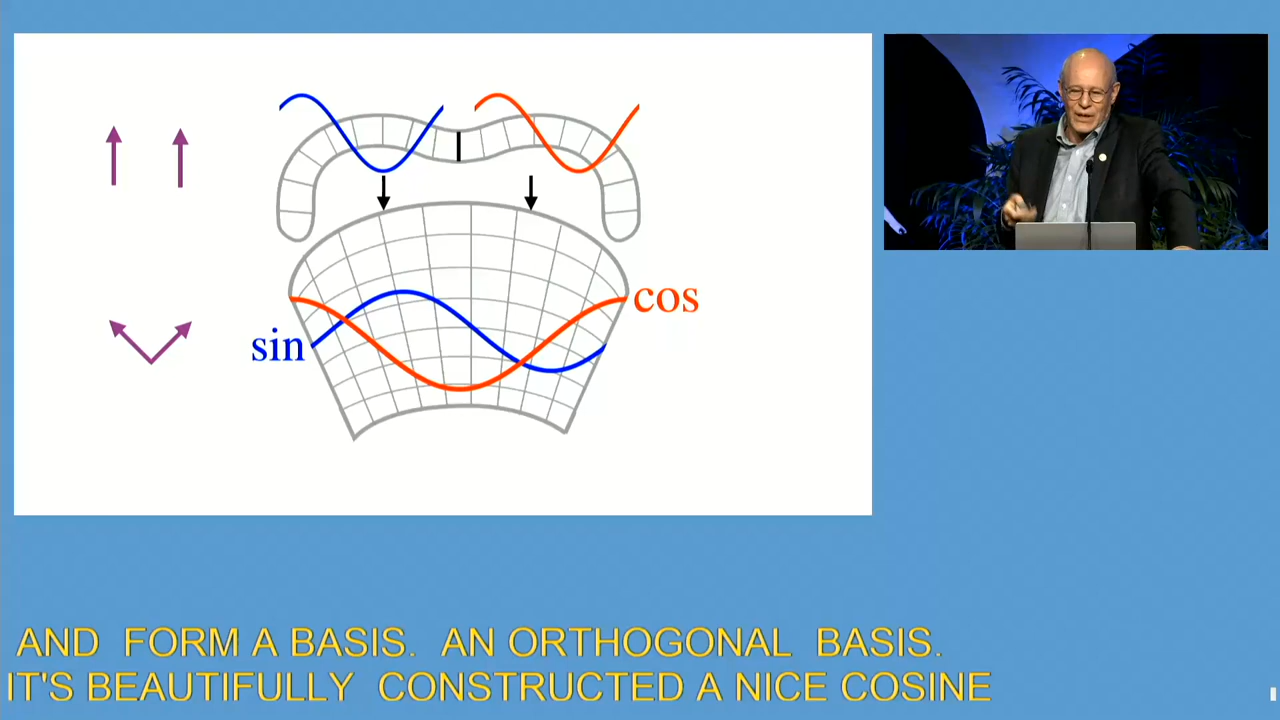 cos
sin
AND FORM A BASIS. AN ORTHOGONAL BASIS.
IT'S BEAUTIFULLY CONSTRUCTED A NICE COSINE